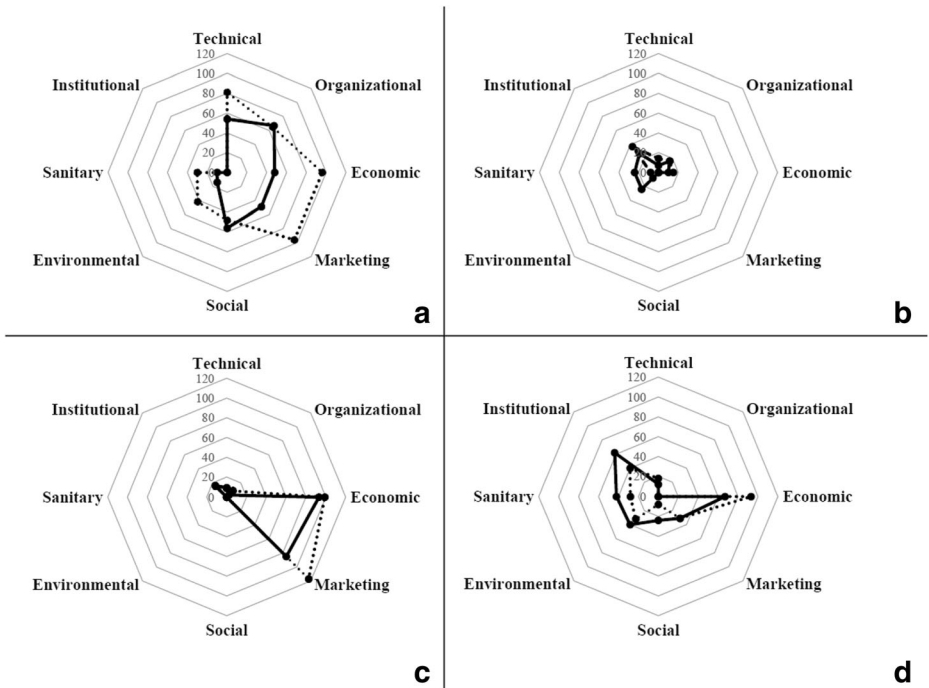 Technical
120
Institutional
100
Organizational
80
60
40
20
Sanitary
0
Economic
Environmental
Marketing
Social
a
Technical
120
Institutional
100
Organizational
80
60
40
20
Sanitary
0
Economic
Environmental
Marketing
Social
b
Technical
120
Institutional
100
Organizational
80
60
40
20
Sanitary
0
Economic
Environmental
Marketing
Social
c
Technical
120
Institutional
100
Organizational
80
60
40
20
Sanitary
0
Economic
Environmental
Marketing
Social
d